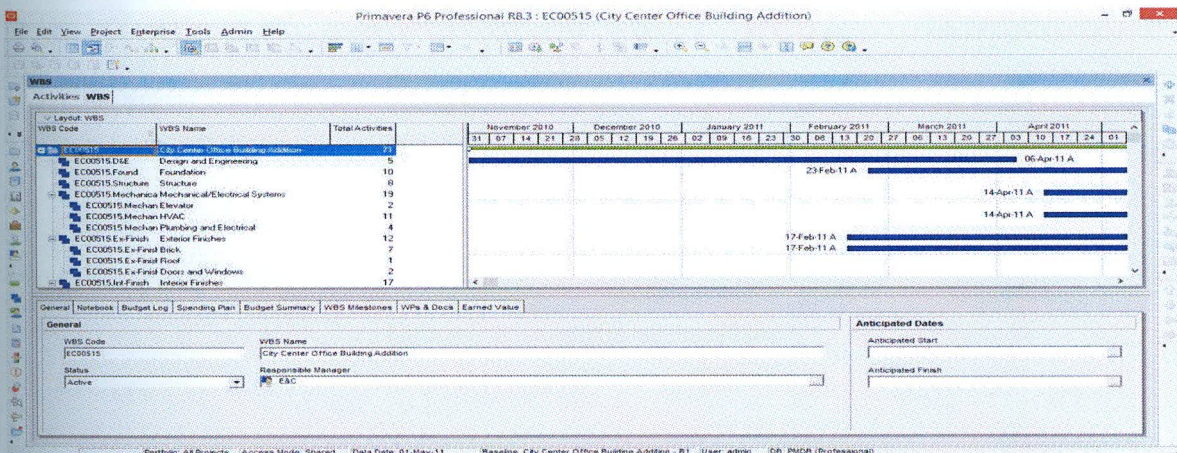 Primavera P6 Professional R8.3 : EC00515 (City Center Office Building Addition)
File Edit View Project Enterprise Tools Admin Help
WBS
Activities WBS
Layout: WBS
WBS Code WBS Name Total Activities
November 2010 December 2010 January 2011 February 2011 March 2011 April 2011
31 07 14 21 28 05 12 19 26 02 09 16 23 30 06 13 20 27 06 13 20 27 03 10 17 24 01
EC00515 City Center Office Building Addition 71
EC00515.D&E Design and Engineering 5 06-Apr-11 A
EC00515.Found Foundation 10 23-Feb-11 A
EC00515.Structure Structure 8
EC00515.Mechanica Mechanical/Electrical Systems 19 14-Apr-11 A
EC00515.Mechan Elevator 2
EC00515.Mechan HVAC 11 14-Apr-11 A
EC00515.Mechan Plumbing and Electrical 4
EC00515.Ex-Finish Exterior Finishes 12 17-Feb-11 A
EC00515.Ex-Finisl Brick 7 17-Feb-11 A
EC00515.Ex-Finisl Roof 1
EC00515.Ex-Finisl Doors and Windows 2
EC00515.Int-Finish Interior Finishes 17
General Notebook Budget Log Spending Plan Budget Summary WBS Milestones WPs & Docs Earned Value
General Anticipated Dates
WBS Code WBS Name Anticipated Start
EC00515 City Center Office Building Addition
Status Responsible Manager Anticipated Finish
Active E&C
Portfolio: All Projects Access Mode: Shared Data Date: 01-May-11 Baseline: City Center Office Building Addition - B1 User: admin DB: PMDB (Professional)